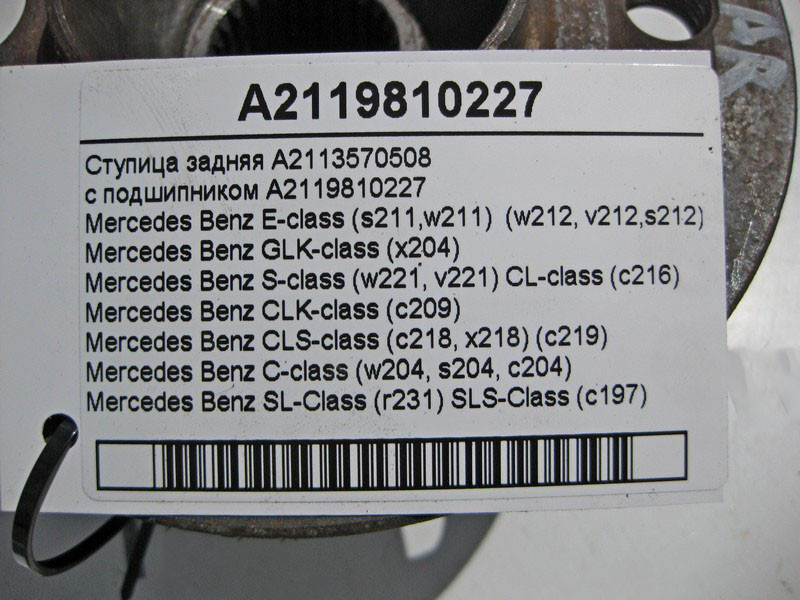 AR
A2119810227
Ступица задняя A2113570508
с подшипником A2119810227
Mercedes Benz E-class (s211,w211) (w212, v212,s212)
Mercedes Benz GLK-class (x204)
Mercedes Benz S-class (w221, v221) CL-class (c216)
Mercedes Benz CLK-class (c209)
Mercedes Benz CLS-class (c218, x218) (c219)
Mercedes Benz C-class (w204, s204, c204)
Mercedes Benz SL-Class (r231) SLS-Class (c197)